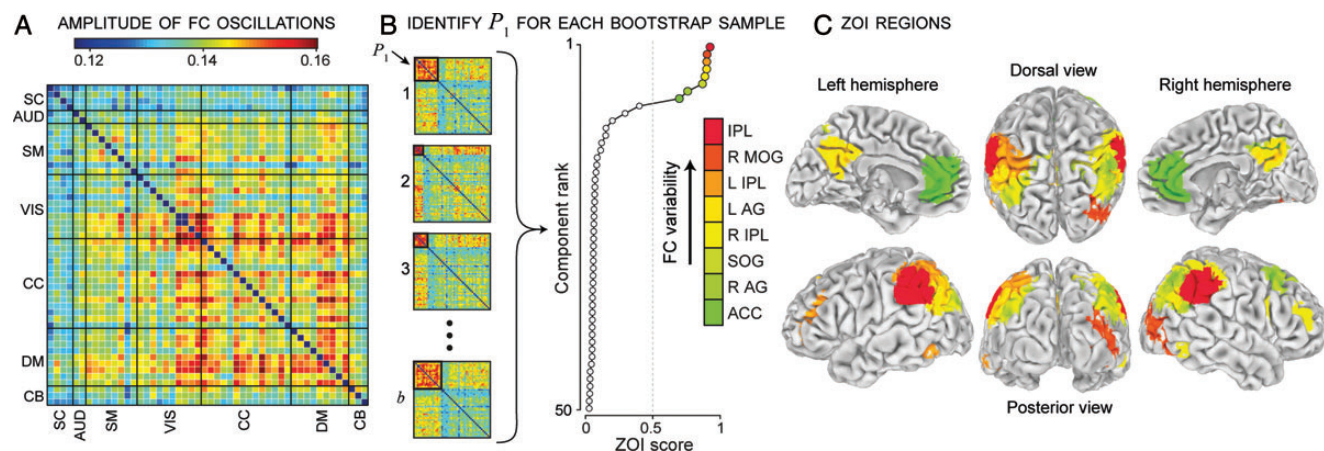 A AMPLITUDE OF FC OSCILLATIONS
0.12 0.14 0.16
SC
AUD
SM
VIS
CC
DM
CB
SC AUD SM VIS CC DM CB
B IDENTIFY P1 FOR EACH BOOTSTRAP SAMPLE
P1
1
2
3
b
Component rank
1
50
0 0.5 1
ZOI score
FC variability
IPL
R MOG
L IPL
L AG
R IPL
SOG
R AG
ACC
C ZOI REGIONS
Left hemisphere Dorsal view Right hemisphere
Posterior view